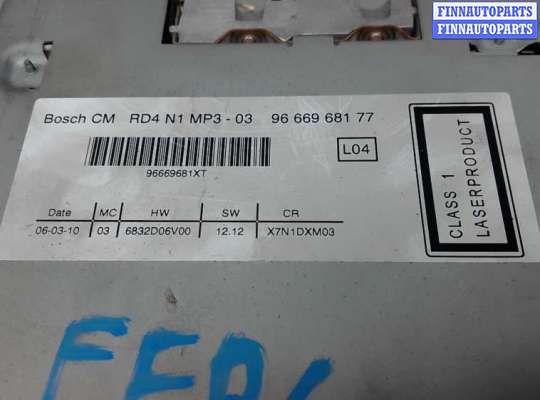 FINNAUTOPARTS
FINNAUTOPARTS
FINNAUTOPARTS
Bosch CM RD4 N1 MP3 - 03 96 669 681 77
96669681XT
L04
CLASS 1
LASERPRODUCT
Date MC HW SW CR
06-03-10 03 6832D06V00 12.12 X7N1DXM03